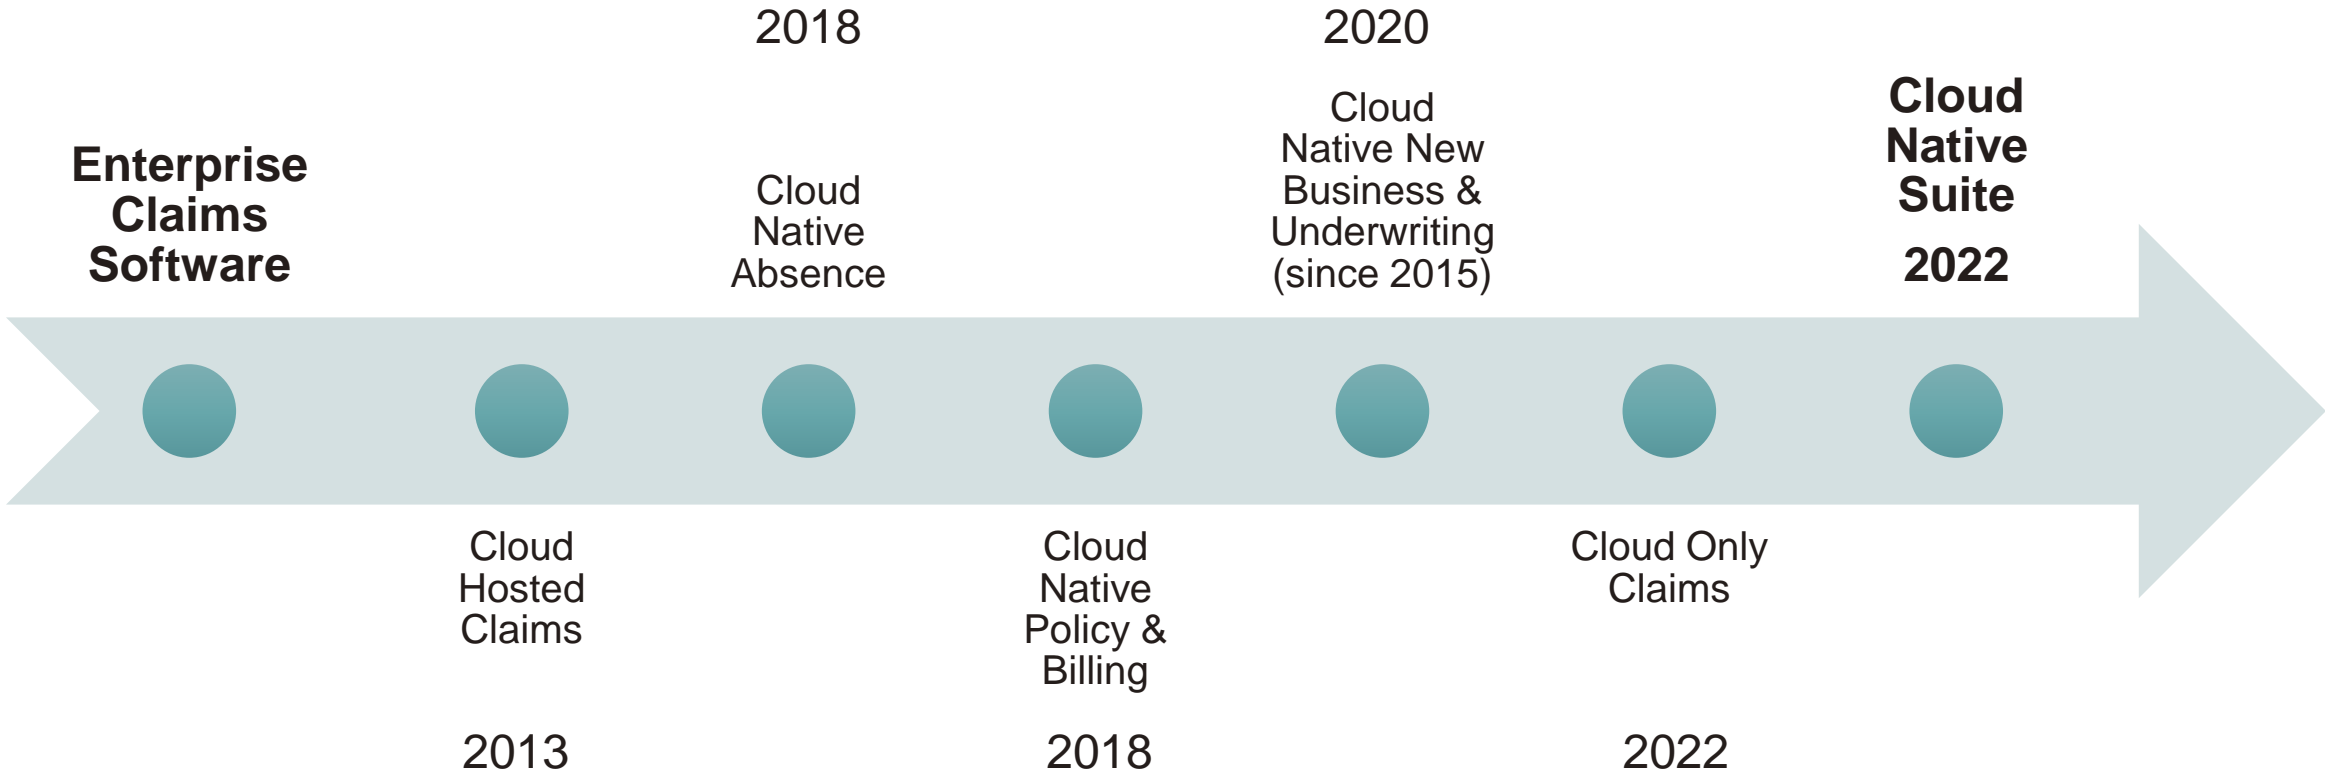 Enterprise
Claims
Software
Cloud
Hosted
Claims
2013
2018
Cloud
Native
Absence
Cloud
Native
Policy &
Billing
2018
2020
Cloud
Native New
Business &
Underwriting
(since 2015)
Cloud Only
Claims
2022
Cloud
Native
Suite
2022